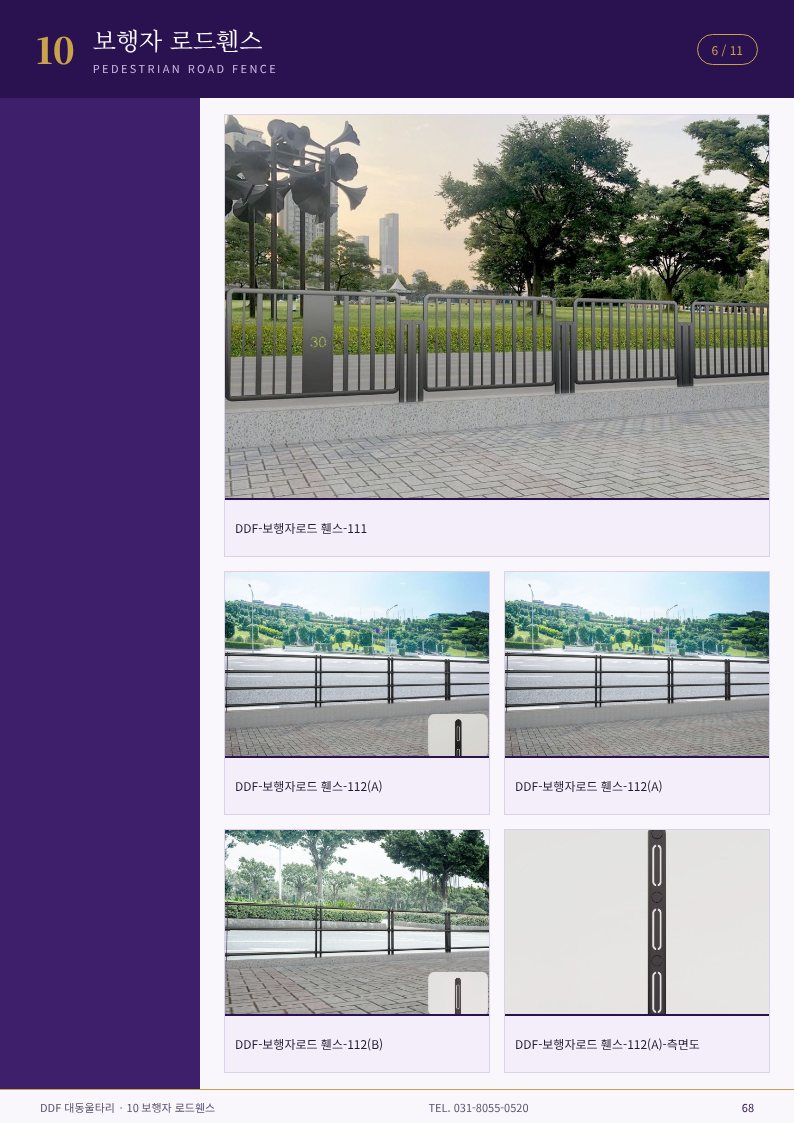 10
보행자 로드휀스
PEDESTRIAN ROAD FENCE
6 / 11
30
DDF-보행자로드 휀스-111
DDF-보행자로드 휀스-112(A)
DDF-보행자로드 휀스-112(A)
DDF-보행자로드 휀스-112(B)
DDF-보행자로드 휀스-112(A)-측면도
DDF 대동울타리 · 10 보행자 로드휀스
TEL. 031-8055-0520
68